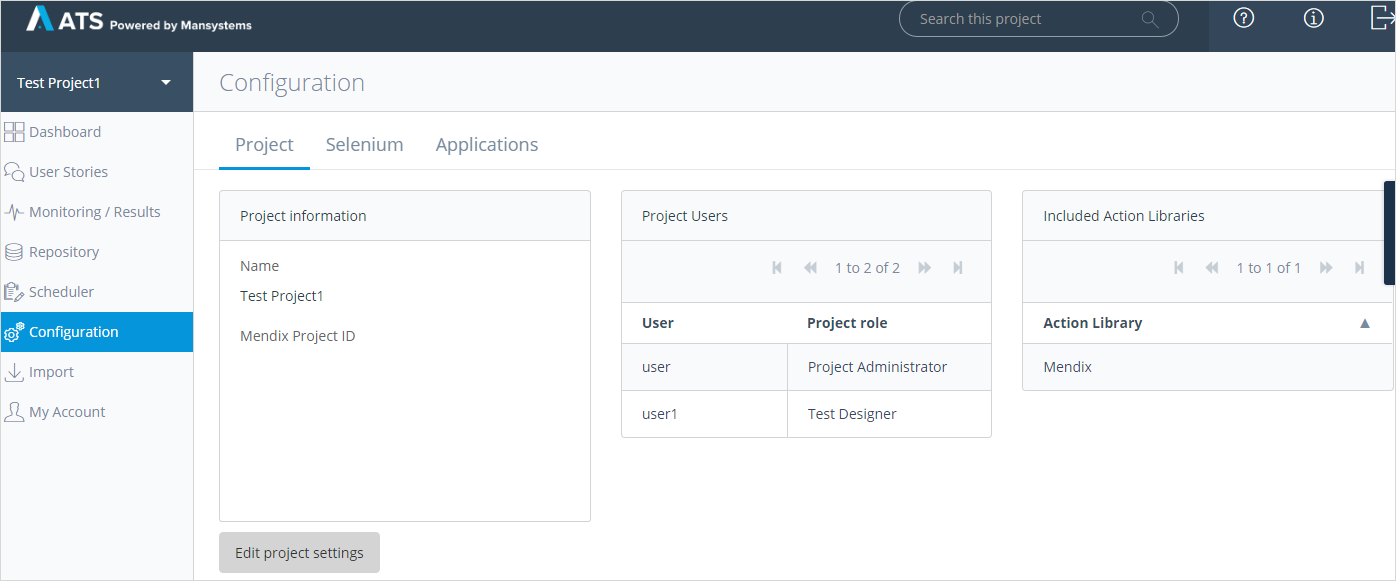 ATS Powered by Mansystems
Search this project
Test Project1
Configuration
Dashboard
User Stories
Monitoring / Results
Repository
Scheduler
Configuration
Import
My Account
Project Selenium Applications
Project information
Name
Test Project1
Mendix Project ID
Edit project settings
Project Users
1 to 2 of 2
User Project role
user Project Administrator
user1 Test Designer
Included Action Libraries
1 to 1 of 1
Action Library
Mendix